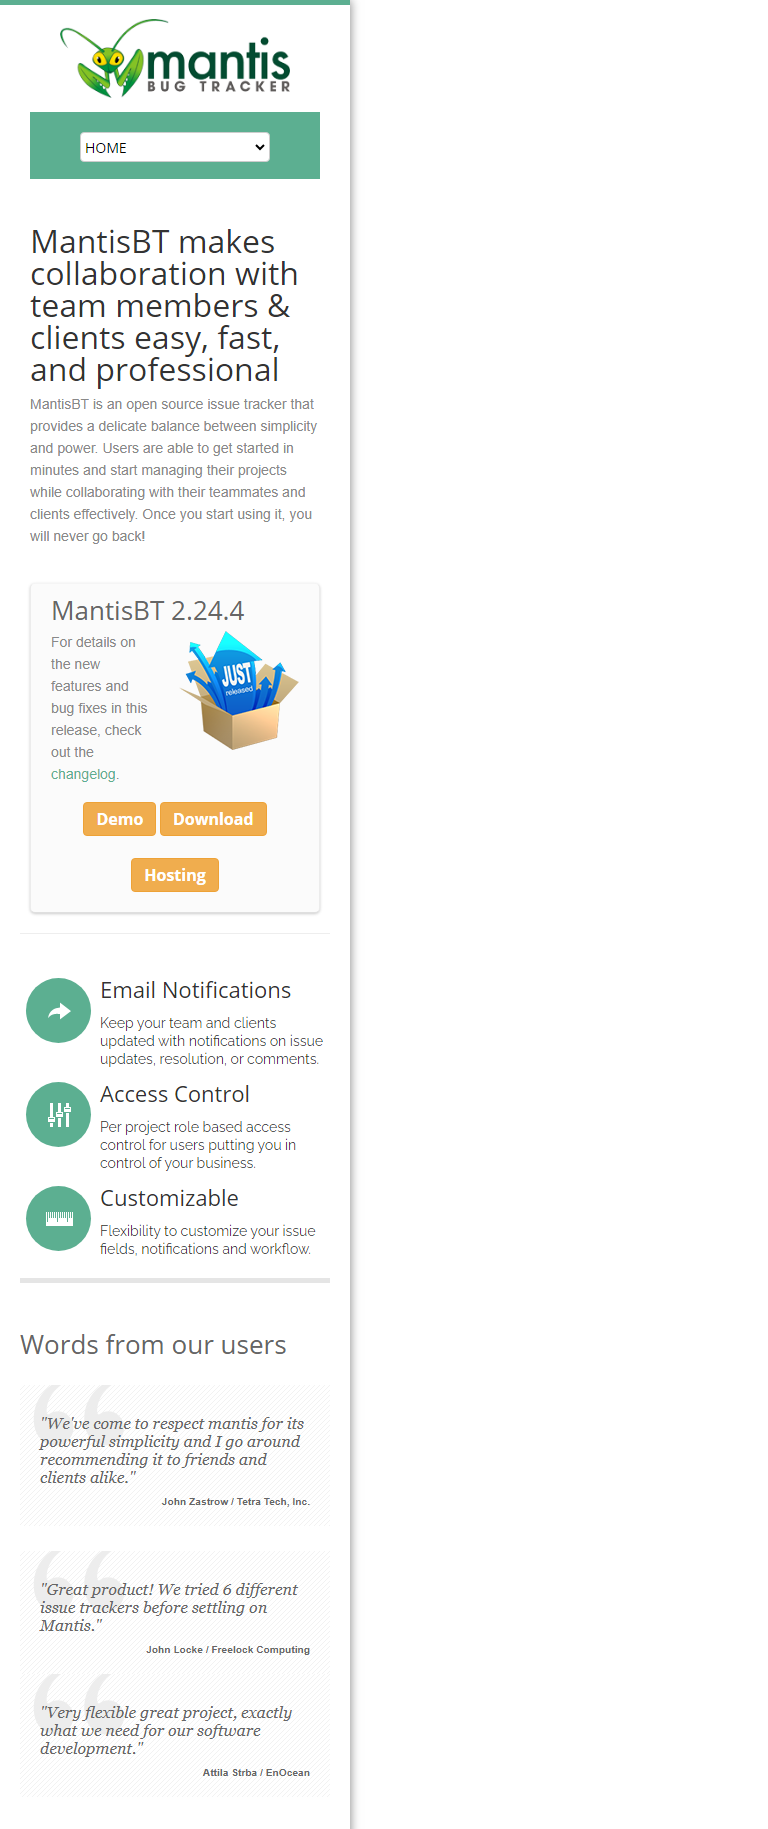 mantis
BUG TRACKER
HOME
MantisBT makes
collaboration with
team members &
clients easy, fast,
and professional
MantisBT is an open source issue tracker that
provides a delicate balance between simplicity
and power. Users are able to get started in
minutes and start managing their projects
while collaborating with their teammates and
clients effectively. Once you start using it, you
will never go back!
MantisBT 2.24.4
For details on
the new
features and
bug fixes in this
release, check
out the
changelog.
JUST
released
Demo Download
Hosting
Email Notifications
Keep your team and clients
updated with notifications on issue
updates, resolution, or comments.
Access Control
Per project role based access
control for users putting you in
control of your business.
Customizable
Flexibility to customize your issue
fields, notifications and workflow.
Words from our users
"We've come to respect mantis for its
powerful simplicity and I go around
recommending it to friends and
clients alike."
John Zastrow / Tetra Tech, Inc.
"Great product! We tried 6 different
issue trackers before settling on
Mantis."
John Locke / Freelock Computing
"Very flexible great project, exactly
what we need for our software
development."
Attila Strba / EnOcean